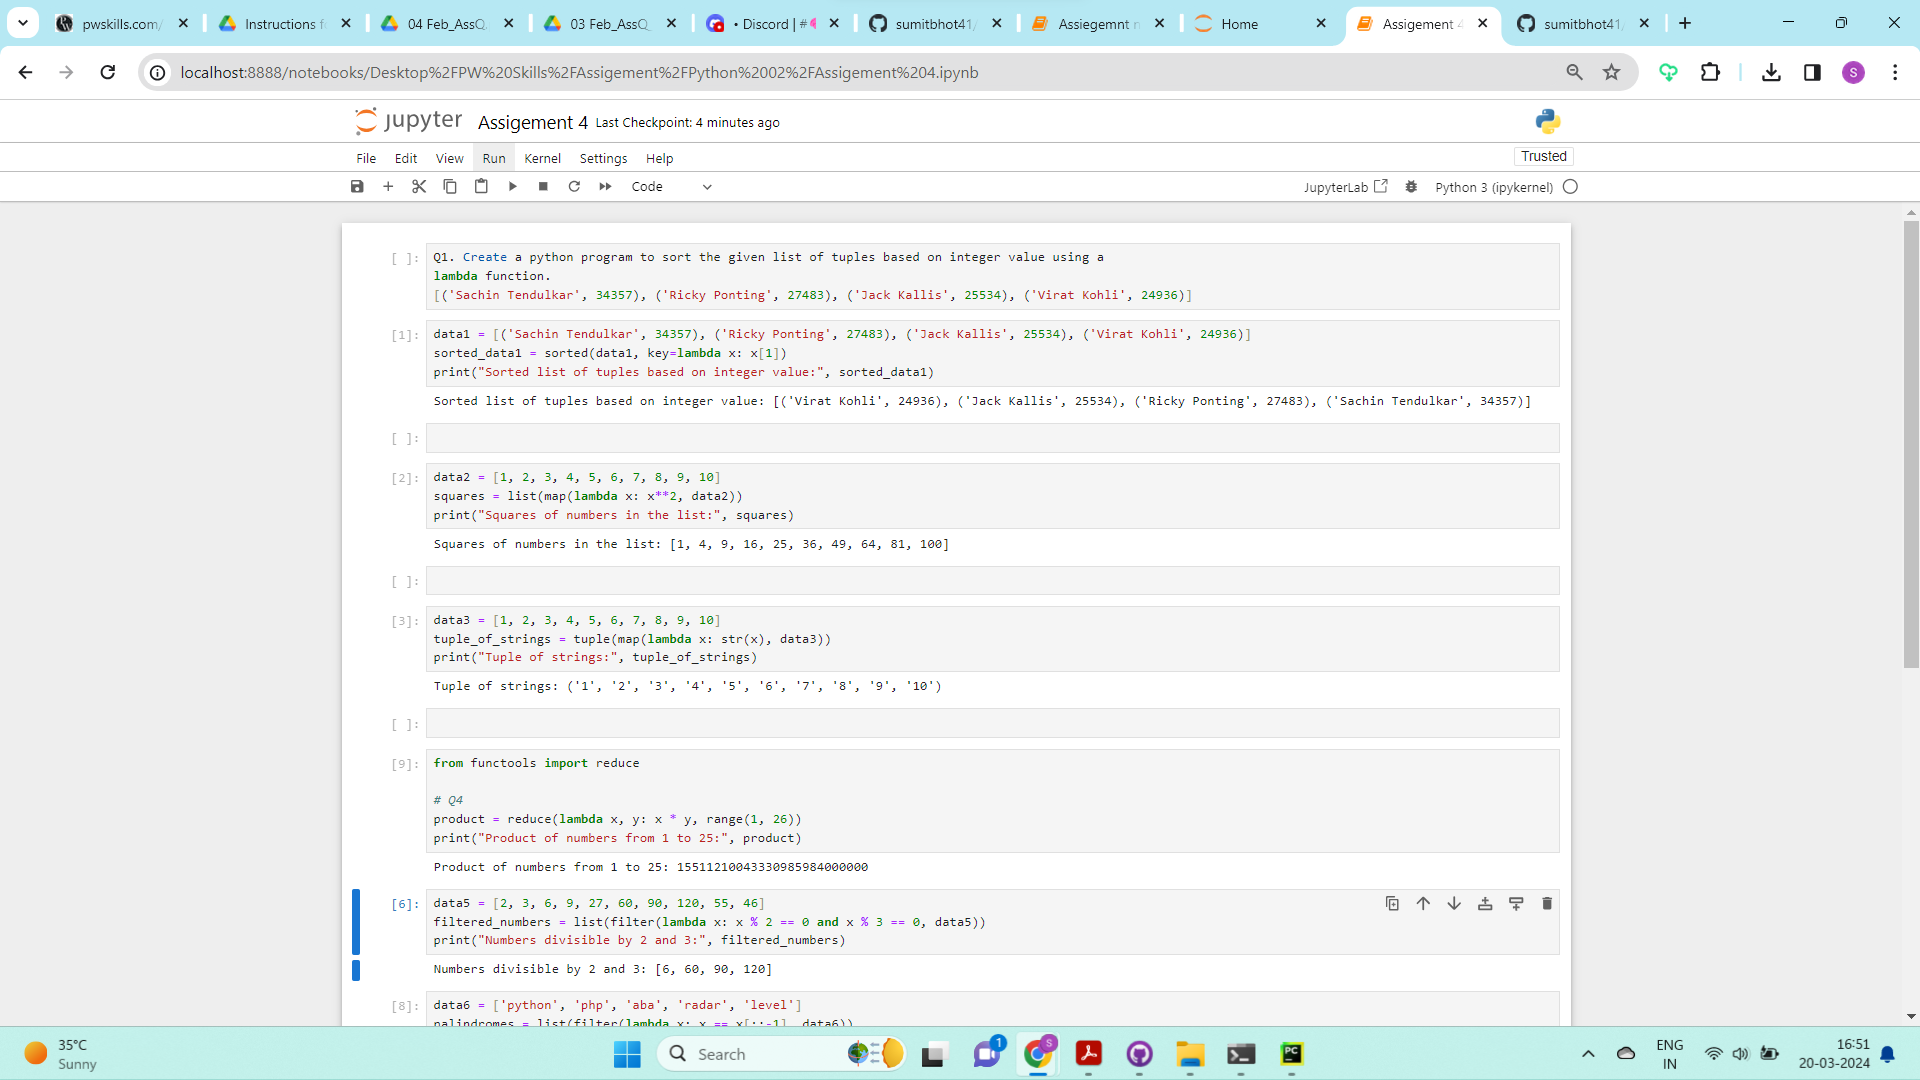 pwskills.com/
Instructions f
04 Feb_AssQ
03 Feb_AssQ
• Discord | #
sumitbhot41/
Assiegemnt n
Home
Assigement 4
sumitbhot41/
localhost:8888/notebooks/Desktop%2FPW%20Skills%2FAssigement%2FPython%2002%2FAssigement%204.ipynb
S
jupyter Assigement 4 Last Checkpoint: 4 minutes ago
File Edit View Run Kernel Settings Help
Trusted
Code
JupyterLab
Python 3 (ipykernel)
[ ]: Q1. Create a python program to sort the given list of tuples based on integer value using a
lambda function.
[('Sachin Tendulkar', 34357), ('Ricky Ponting', 27483), ('Jack Kallis', 25534), ('Virat Kohli', 24936)]
[1]: data1 = [('Sachin Tendulkar', 34357), ('Ricky Ponting', 27483), ('Jack Kallis', 25534), ('Virat Kohli', 24936)]
sorted_data1 = sorted(data1, key=lambda x: x[1])
print("Sorted list of tuples based on integer value:", sorted_data1)
Sorted list of tuples based on integer value: [('Virat Kohli', 24936), ('Jack Kallis', 25534), ('Ricky Ponting', 27483), ('Sachin Tendulkar', 34357)]
[ ]:
[2]: data2 = [1, 2, 3, 4, 5, 6, 7, 8, 9, 10]
squares = list(map(lambda x: x**2, data2))
print("Squares of numbers in the list:", squares)
Squares of numbers in the list: [1, 4, 9, 16, 25, 36, 49, 64, 81, 100]
[ ]:
[3]: data3 = [1, 2, 3, 4, 5, 6, 7, 8, 9, 10]
tuple_of_strings = tuple(map(lambda x: str(x), data3))
print("Tuple of strings:", tuple_of_strings)
Tuple of strings: ('1', '2', '3', '4', '5', '6', '7', '8', '9', '10')
[ ]:
[9]: from functools import reduce
# Q4
product = reduce(lambda x, y: x * y, range(1, 26))
print("Product of numbers from 1 to 25:", product)
Product of numbers from 1 to 25: 15511210043330985984000000
[6]: data5 = [2, 3, 6, 9, 27, 60, 90, 120, 55, 46]
filtered_numbers = list(filter(lambda x: x % 2 == 0 and x % 3 == 0, data5))
print("Numbers divisible by 2 and 3:", filtered_numbers)
Numbers divisible by 2 and 3: [6, 60, 90, 120]
[8]: data6 = ['python', 'php', 'aba', 'radar', 'level']
palindromes = list(filter(lambda x: x == x[::-1], data6))
35°C
Sunny
Search
1
S
PC
ENG
IN
16:51
20-03-2024